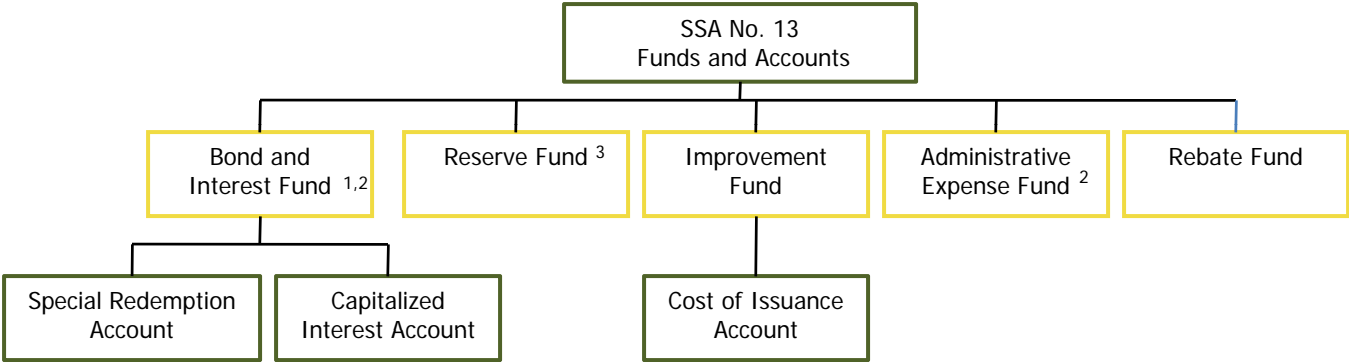 SSA No. 13
Funds and Accounts
Bond and
Interest Fund 1,2
Reserve Fund 3
Improvement
Fund
Administrative
Expense Fund 2
Rebate Fund
Special Redemption
Account
Capitalized
Interest Account
Cost of Issuance
Account